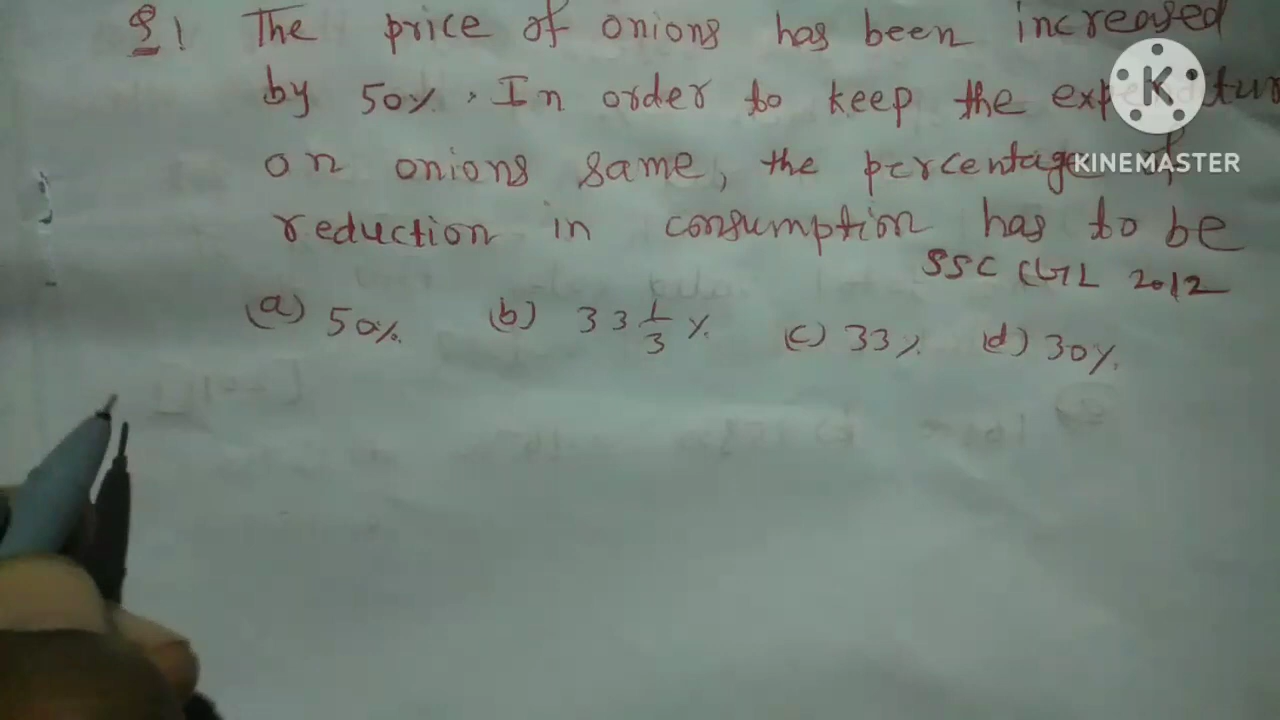 Q1 The price of onions has been increased
by 50%. In order to keep the
on onions same, the percentage of
reduction in consumption has to be
SSC CGL 2012
(a) 50% (b) 33 1/3 % (c) 33% (d) 30%
K
KINEMASTER